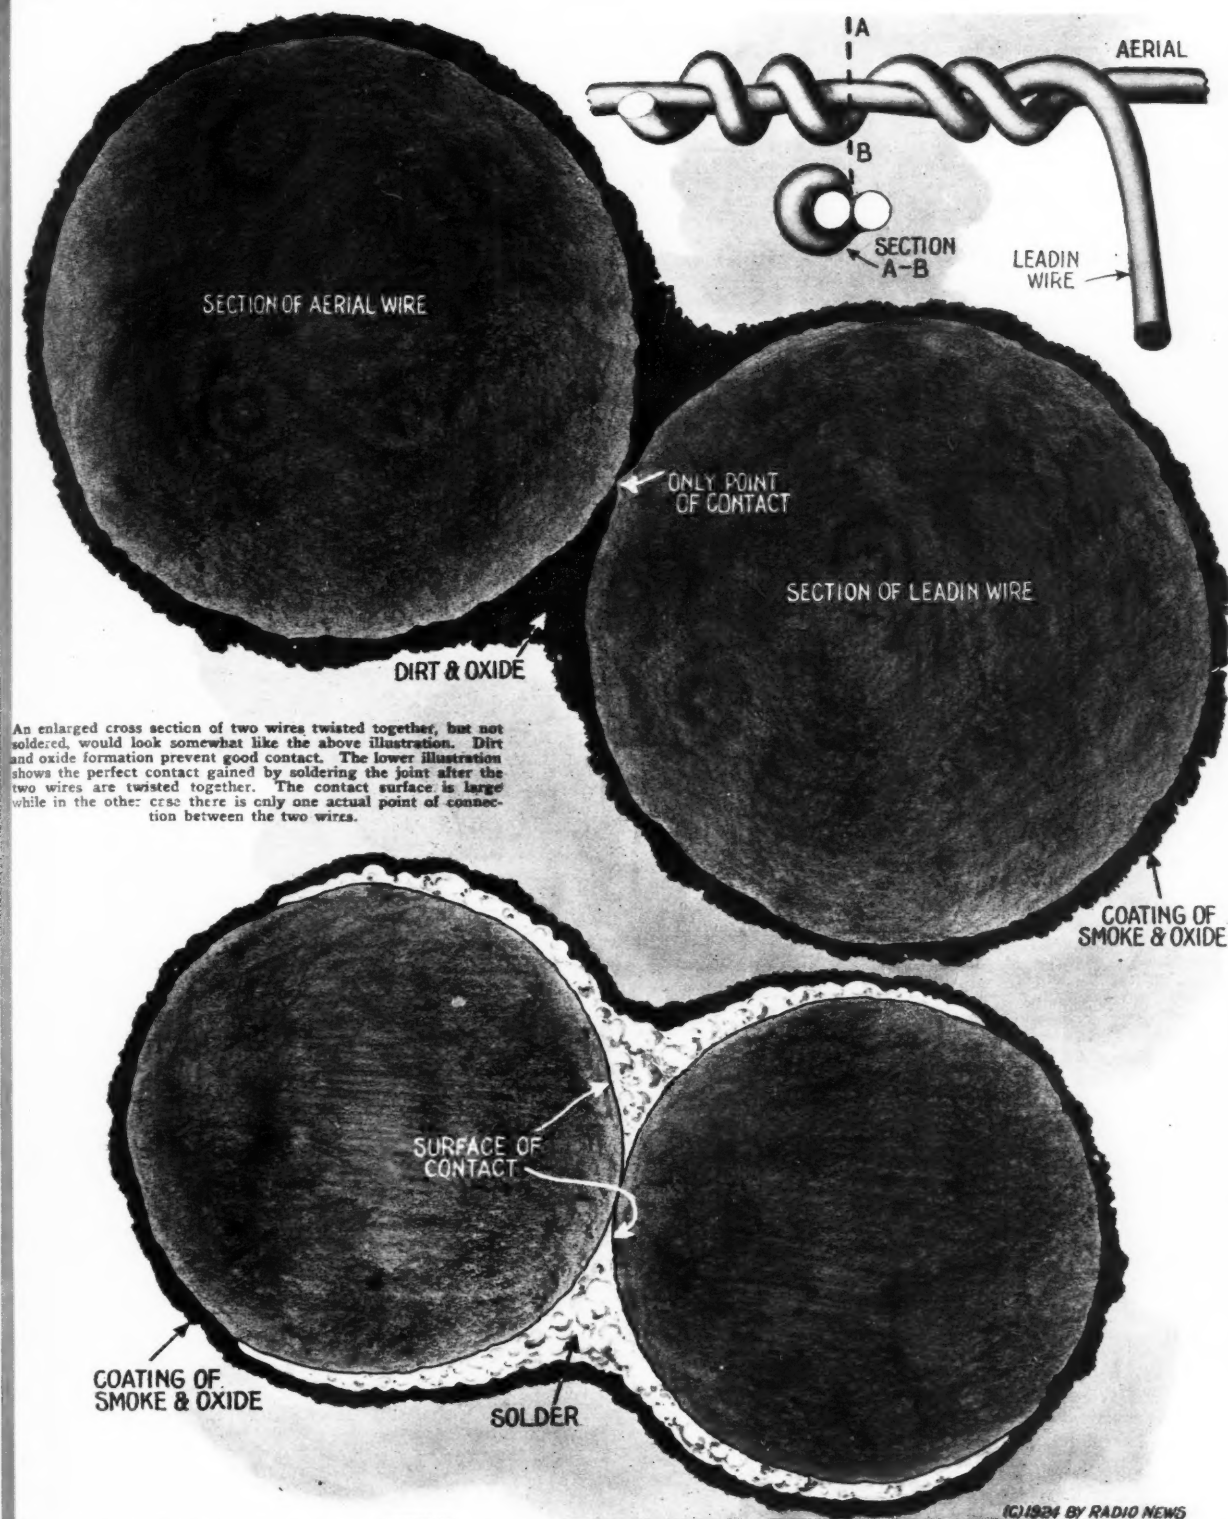 A
AERIAL
B
SECTION
A-B
LEADIN
WIRE
SECTION OF AERIAL WIRE
ONLY POINT
OF CONTACT
SECTION OF LEADIN WIRE
DIRT & OXIDE
An enlarged cross section of two wires twisted together, but not
soldered, would look somewhat like the above illustration. Dirt
and oxide formation prevent good contact. The lower illustration
shows the perfect contact gained by soldering the joint after the
two wires are twisted together. The contact surface is large
while in the other case there is only one actual point of connec-
tion between the two wires.
COATING OF
SMOKE & OXIDE
SURFACE OF
CONTACT
COATING OF
SMOKE & OXIDE
SOLDER
(C) 1924 BY RADIO NEWS